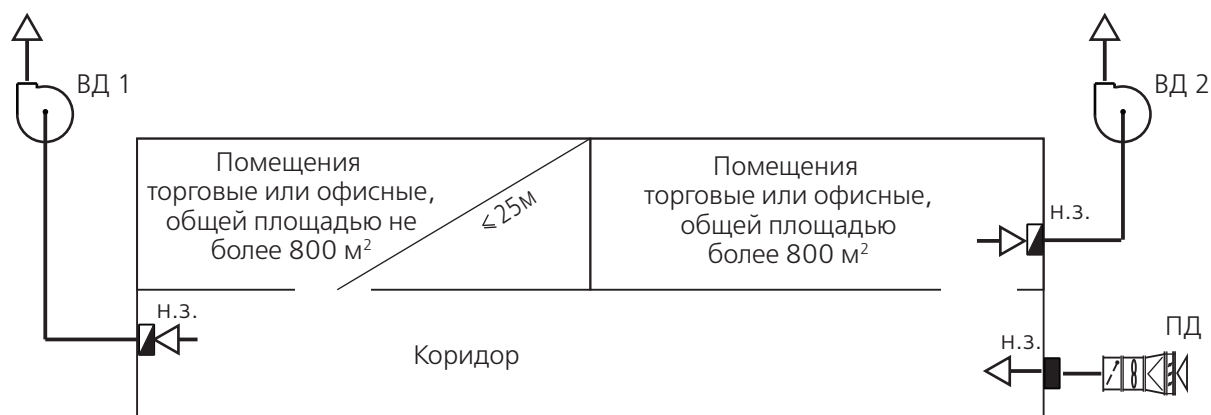 ВД 1
ВД 2
Помещения
торговые или офисные,
общей площадью не
более 800 м²
≤25м
Помещения
торговые или офисные,
общей площадью
более 800 м²
н.з.
н.з.
Коридор
н.з.
ПД